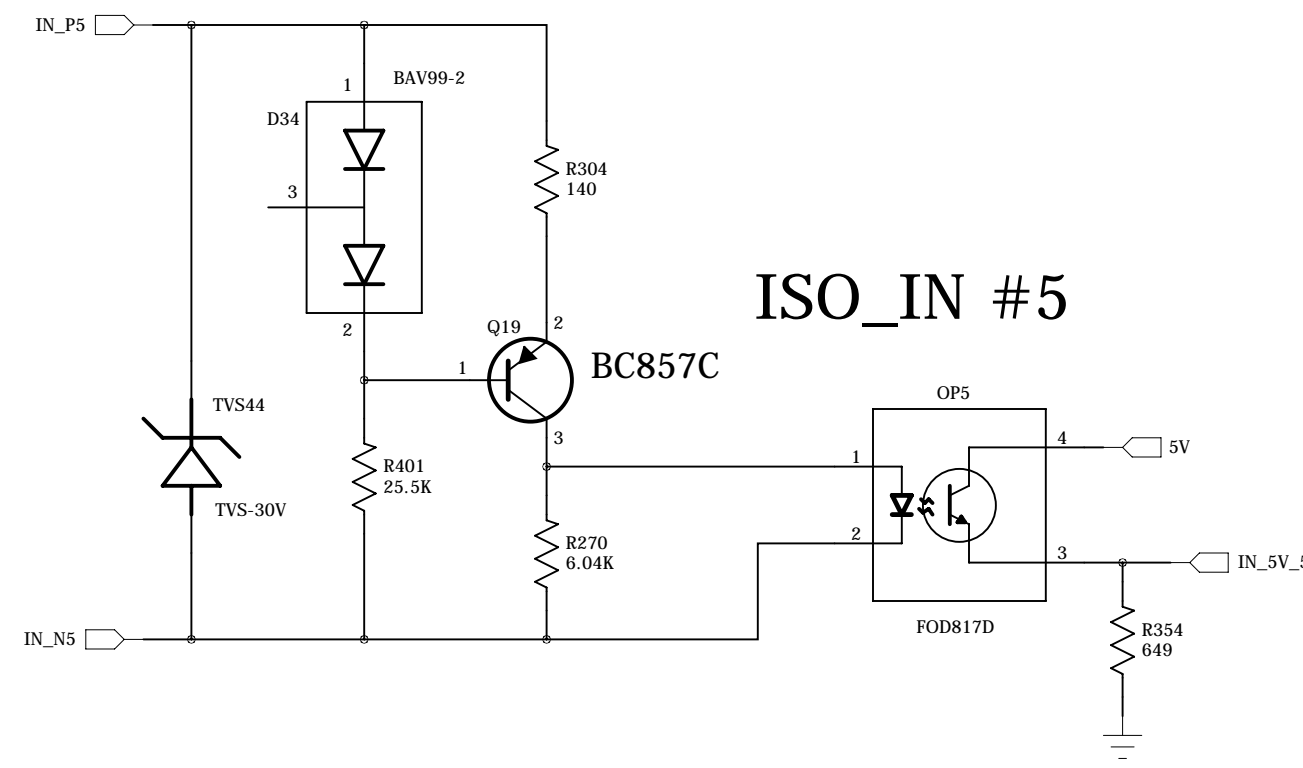 IN_P5
1
BAV99-2
D34
3
R304
140
ISO_IN #5
2
Q19
2
1
BC857C
TVS44
OP5
3
4
5V
1
R401
25.5K
TVS-30V
2
R270
6.04K
3
IN_5V_5
IN_N5
FOD817D
R354
649